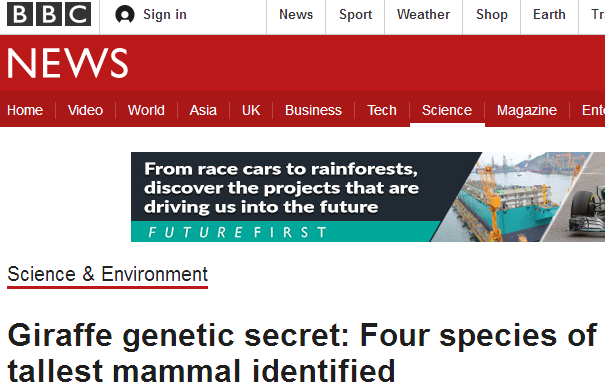 BBC Sign in News Sport Weather Shop Earth Tr
NEWS
Home Video World Asia UK Business Tech Science Magazine Ente
From race cars to rainforests,
discover the projects that are
driving us into the future
FUTUREFIRST
Science & Environment
Giraffe genetic secret: Four species of
tallest mammal identified